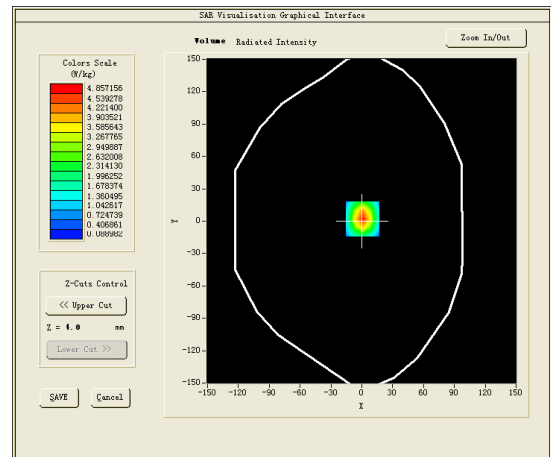 SAR Visualisation Graphical Interface
Volume Radiated Intensity
Zoom In/Out
Colors Scale
(W/kg)
4.857156
4.539278
4.221400
3.903521
3.585643
3.267765
2.949887
2.632008
2.314130
1.996252
1.678374
1.360495
1.042617
0.724739
0.406861
0.088982
Z-Cuts Control
<< Upper Cut
Z = 4.0 mm
Lower Cut >>
SAVE
Cancel
150
120
90
60
30
0
-30
-60
-90
-120
-150
Y
-150 -120 -90 -60 -30 0 30 60 90 120 150
X